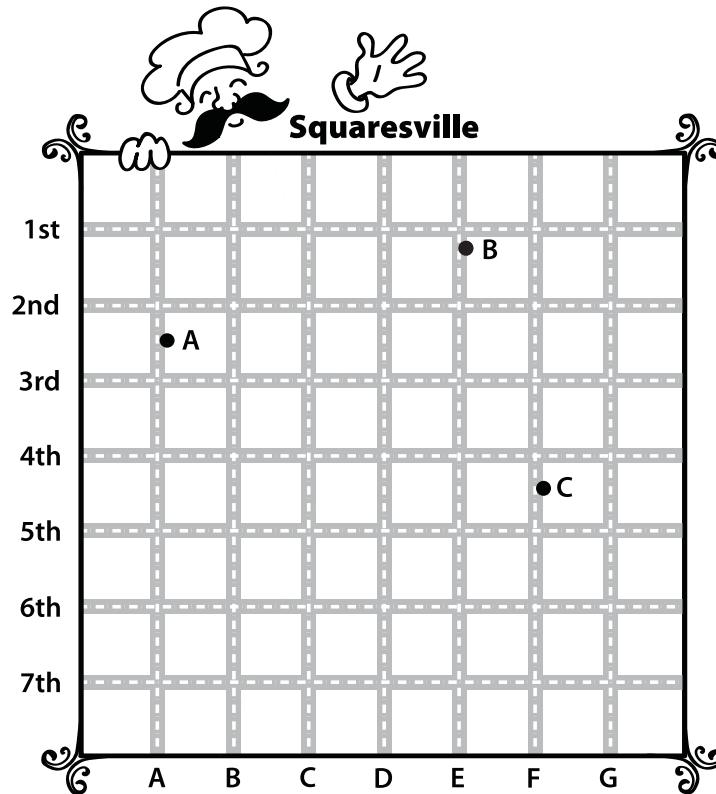 Squaresville
1st
B
2nd
A
3rd
4th
C
5th
6th
7th
A B C D E F G